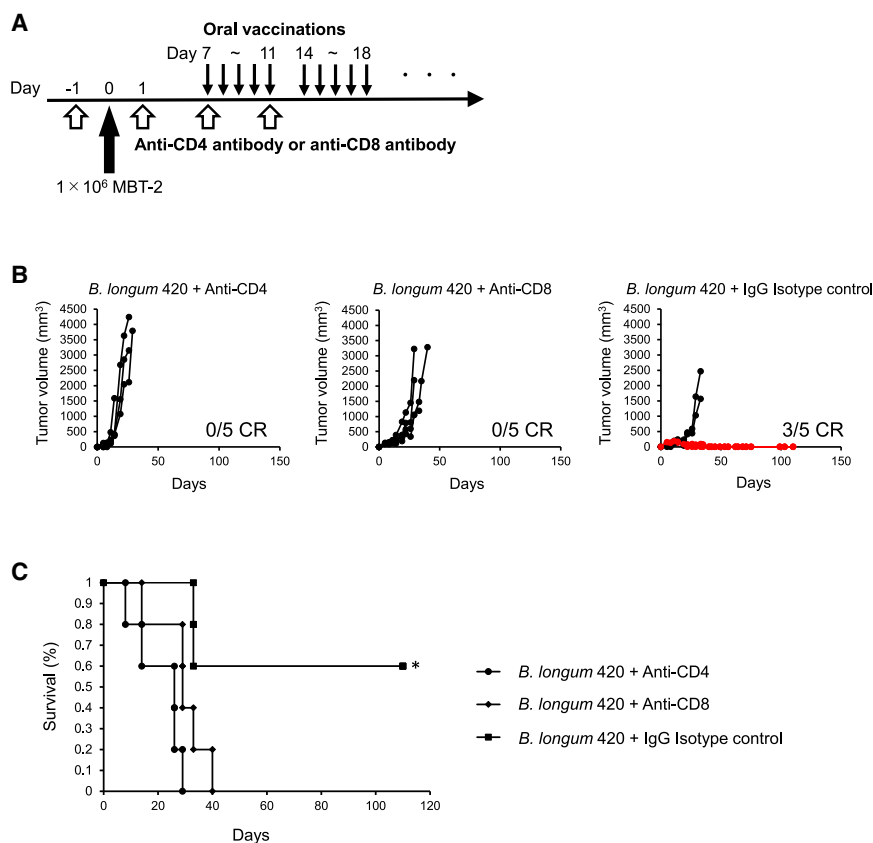 A
Oral vaccinations
Day 7 ~ 11 14 ~ 18
Day -1 0 1 . . .
Anti-CD4 antibody or anti-CD8 antibody
1 × 10⁶ MBT-2
B
B. longum 420 + Anti-CD4
4500
4000
3500
3000
2500
2000
1500
1000
500
0
Tumor volume (mm³)
0/5 CR
0 50 100 150
Days
B. longum 420 + Anti-CD8
4500
4000
3500
3000
2500
2000
1500
1000
500
0
Tumor volume (mm³)
0/5 CR
0 50 100 150
Days
B. longum 420 + IgG Isotype control
4500
4000
3500
3000
2500
2000
1500
1000
500
0
Tumor volume (mm³)
3/5 CR
0 50 100 150
Days
C
1
0.9
0.8
0.7
0.6
0.5
0.4
0.3
0.2
0.1
0
Survival (%)
*
0 20 40 60 80 100 120
Days
B. longum 420 + Anti-CD4
B. longum 420 + Anti-CD8
B. longum 420 + IgG Isotype control